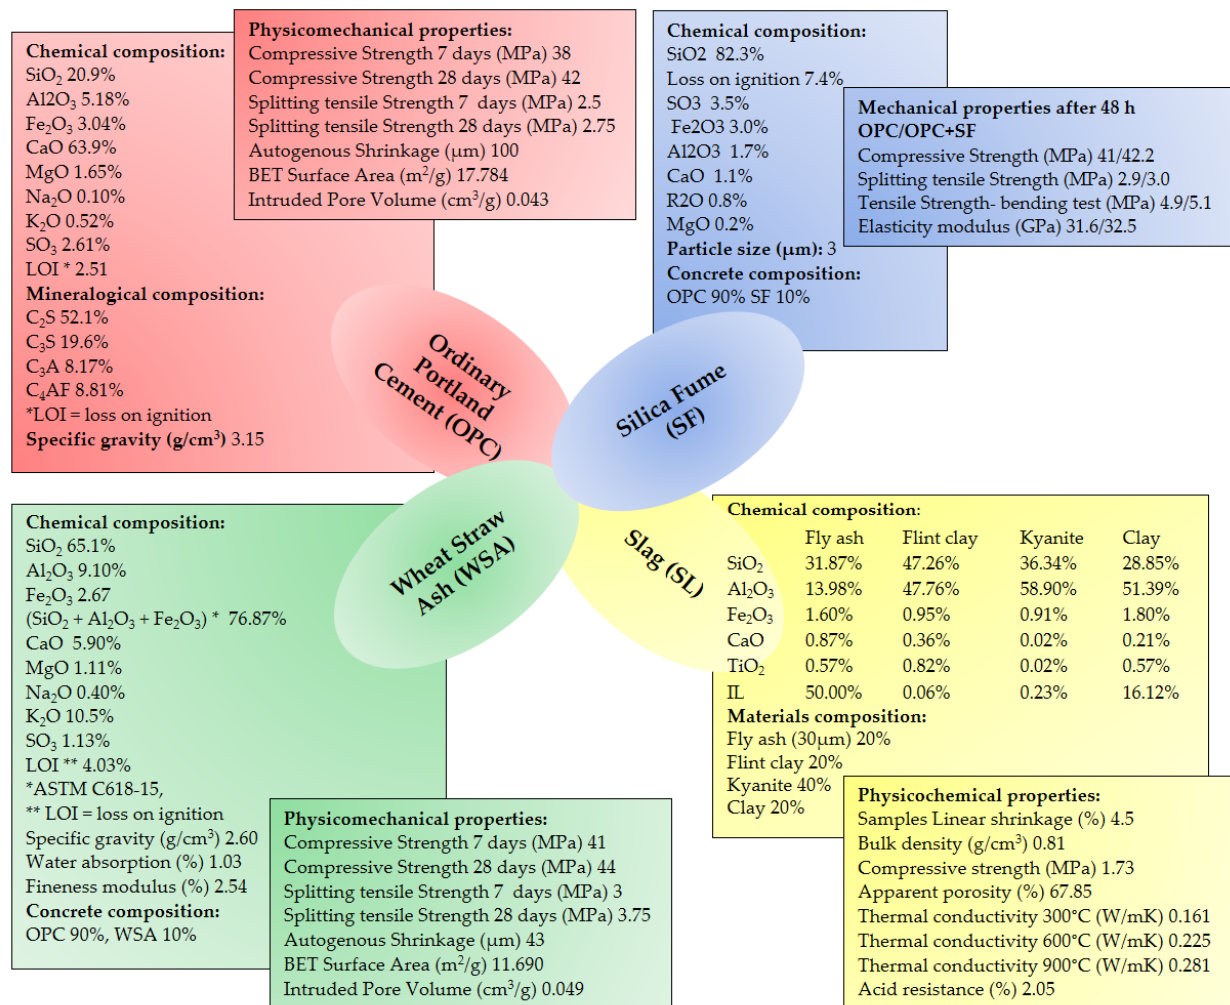 Chemical composition:
SiO₂ 20.9%
Al2O₃ 5.18%
Fe₂O₃ 3.04%
CaO 63.9%
MgO 1.65%
Na₂O 0.10%
K₂O 0.52%
SO₃ 2.61%
LOI * 2.51
Mineralogical composition:
C₂S 52.1%
C₃S 19.6%
C₃A 8.17%
C₄AF 8.81%
*LOI = loss on ignition
Specific gravity (g/cm³) 3.15
Physicomechanical properties:
Compressive Strength 7 days (MPa) 38
Compressive Strength 28 days (MPa) 42
Splitting tensile Strength 7 days (MPa) 2.5
Splitting tensile Strength 28 days (MPa) 2.75
Autogenous Shrinkage (μm) 100
BET Surface Area (m²/g) 17.784
Intruded Pore Volume (cm³/g) 0.043
Chemical composition:
SiO2 82.3%
Loss on ignition 7.4%
SO3 3.5%
Fe2O3 3.0%
Al2O3 1.7%
CaO 1.1%
R2O 0.8%
MgO 0.2%
Particle size (μm): 3
Concrete composition:
OPC 90% SF 10%
Mechanical properties after 48 h
OPC/OPC+SF
Compressive Strength (MPa) 41/42.2
Splitting tensile Strength (MPa) 2.9/3.0
Tensile Strength- bending test (MPa) 4.9/5.1
Elasticity modulus (GPa) 31.6/32.5
Ordinary
Portland
Cement (OPC)
Silica Fume
(SF)
Wheat Straw
Ash (WSA)
Slag (SL)
Chemical composition:
SiO₂ 65.1%
Al₂O₃ 9.10%
Fe₂O₃ 2.67
(SiO₂ + Al₂O₃ + Fe₂O₃) * 76.87%
CaO 5.90%
MgO 1.11%
Na₂O 0.40%
K₂O 10.5%
SO₃ 1.13%
LOI ** 4.03%
*ASTM C618-15,
** LOI = loss on ignition
Specific gravity (g/cm³) 2.60
Water absorption (%) 1.03
Fineness modulus (%) 2.54
Concrete composition:
OPC 90%, WSA 10%
Physicomechanical properties:
Compressive Strength 7 days (MPa) 41
Compressive Strength 28 days (MPa) 44
Splitting tensile Strength 7 days (MPa) 3
Splitting tensile Strength 28 days (MPa) 3.75
Autogenous Shrinkage (μm) 43
BET Surface Area (m²/g) 11.690
Intruded Pore Volume (cm³/g) 0.049
Chemical composition:
Fly ash Flint clay Kyanite Clay
SiO₂ 31.87% 47.26% 36.34% 28.85%
Al₂O₃ 13.98% 47.76% 58.90% 51.39%
Fe₂O₃ 1.60% 0.95% 0.91% 1.80%
CaO 0.87% 0.36% 0.02% 0.21%
TiO₂ 0.57% 0.82% 0.02% 0.57%
IL 50.00% 0.06% 0.23% 16.12%
Materials composition:
Fly ash (30μm) 20%
Flint clay 20%
Kyanite 40%
Clay 20%
Physicochemical properties:
Samples Linear shrinkage (%) 4.5
Bulk density (g/cm³) 0.81
Compressive strength (MPa) 1.73
Apparent porosity (%) 67.85
Thermal conductivity 300°C (W/mK) 0.161
Thermal conductivity 600°C (W/mK) 0.225
Thermal conductivity 900°C (W/mK) 0.281
Acid resistance (%) 2.05